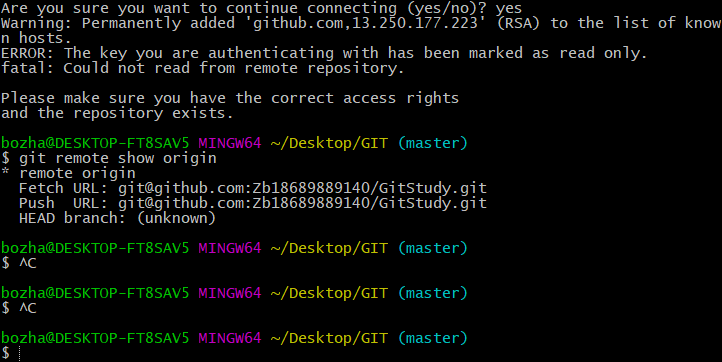 Are you sure you want to continue connecting (yes/no)? yes
Warning: Permanently added 'github.com,13.250.177.223' (RSA) to the list of know
n hosts.
ERROR: The key you are authenticating with has been marked as read only.
fatal: Could not read from remote repository.
Please make sure you have the correct access rights
and the repository exists.
bozha@DESKTOP-FT8SAV5 MINGW64 ~/Desktop/GIT (master)
$ git remote show origin
* remote origin
  Fetch URL: git@github.com:Zb18689889140/GitStudy.git
  Push  URL: git@github.com:Zb18689889140/GitStudy.git
  HEAD branch: (unknown)
bozha@DESKTOP-FT8SAV5 MINGW64 ~/Desktop/GIT (master)
$ ^C
bozha@DESKTOP-FT8SAV5 MINGW64 ~/Desktop/GIT (master)
$ ^C
bozha@DESKTOP-FT8SAV5 MINGW64 ~/Desktop/GIT (master)
$